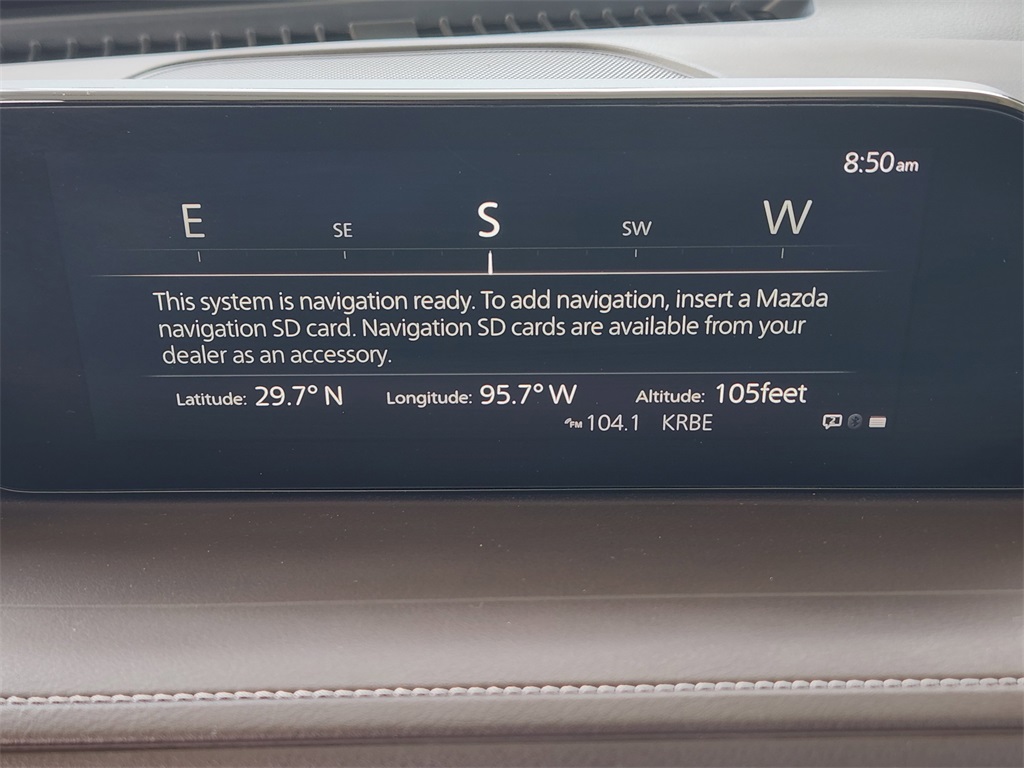 8:50am
E SE S SW W
This system is navigation ready. To add navigation, insert a Mazda
navigation SD card. Navigation SD cards are available from your
dealer as an accessory.
Latitude: 29.7° N Longitude: 95.7° W Altitude: 105feet
FM 104.1 KRBE